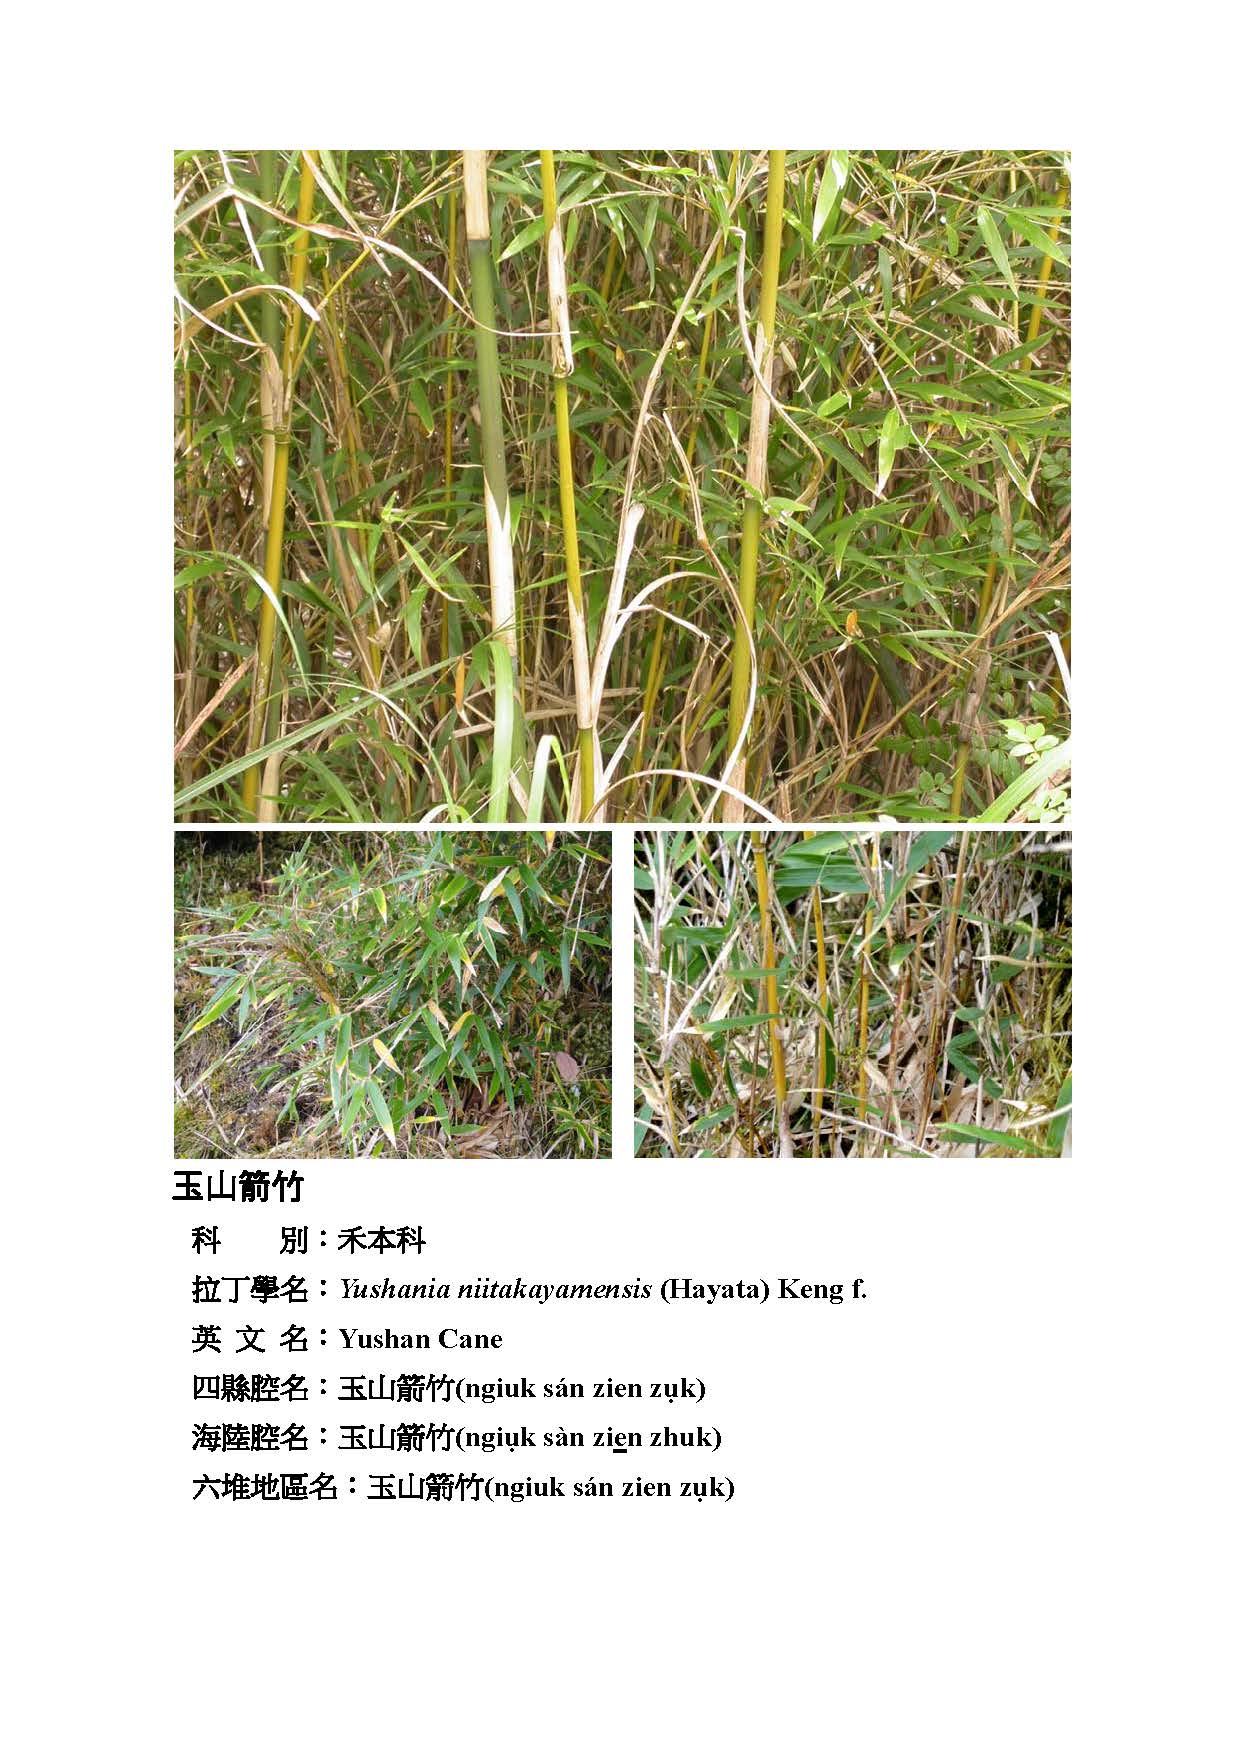 玉山箭竹
科　　別：禾本科
拉丁學名：Yushania niitakayamensis (Hayata) Keng f.
英 文 名：Yushan Cane
四縣腔名：玉山箭竹(ngiuk sán zien zụk)
海陸腔名：玉山箭竹(ngiụk sàn zie̲n zhuk)
六堆地區名：玉山箭竹(ngiuk sán zien zụk)